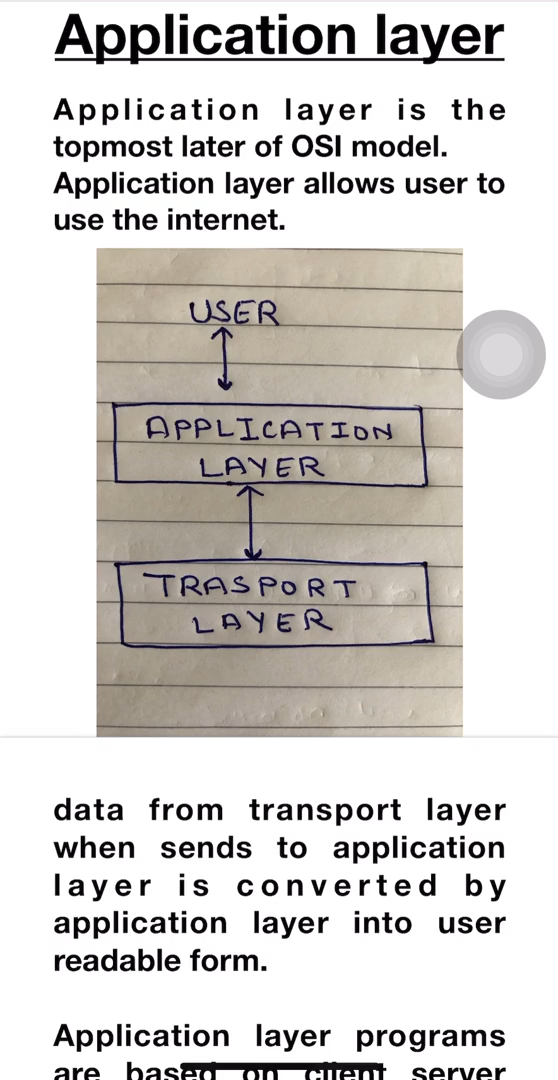 Application layer
Application layer is the
topmost later of OSI model.
Application layer allows user to
use the internet.
USER
APPLICATION
LAYER
TRASPORT
LAYER
data from transport layer
when sends to application
layer is converted by
application layer into user
readable form.
Application layer programs
are based on client server